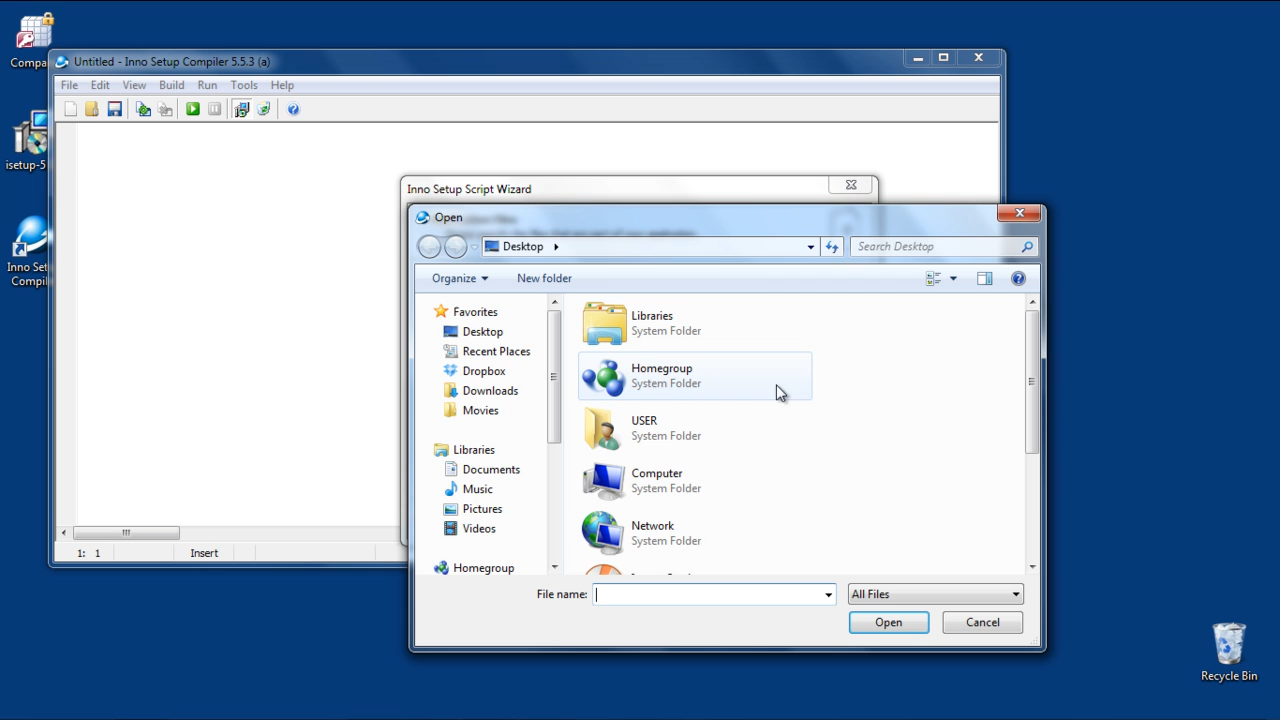 Compa
isetup-5
Inno Set
Compil
Untitled - Inno Setup Compiler 5.5.3 (a)
File Edit View Build Run Tools Help
Inno Setup Script Wizard
Open
Desktop
Search Desktop
Organize New folder
Favorites
Desktop
Recent Places
Dropbox
Downloads
Movies
Libraries
Documents
Music
Pictures
Videos
Homegroup
Libraries
System Folder
Homegroup
System Folder
USER
System Folder
Computer
System Folder
Network
System Folder
File name:
All Files
Open Cancel
1: 1 Insert
Recycle Bin